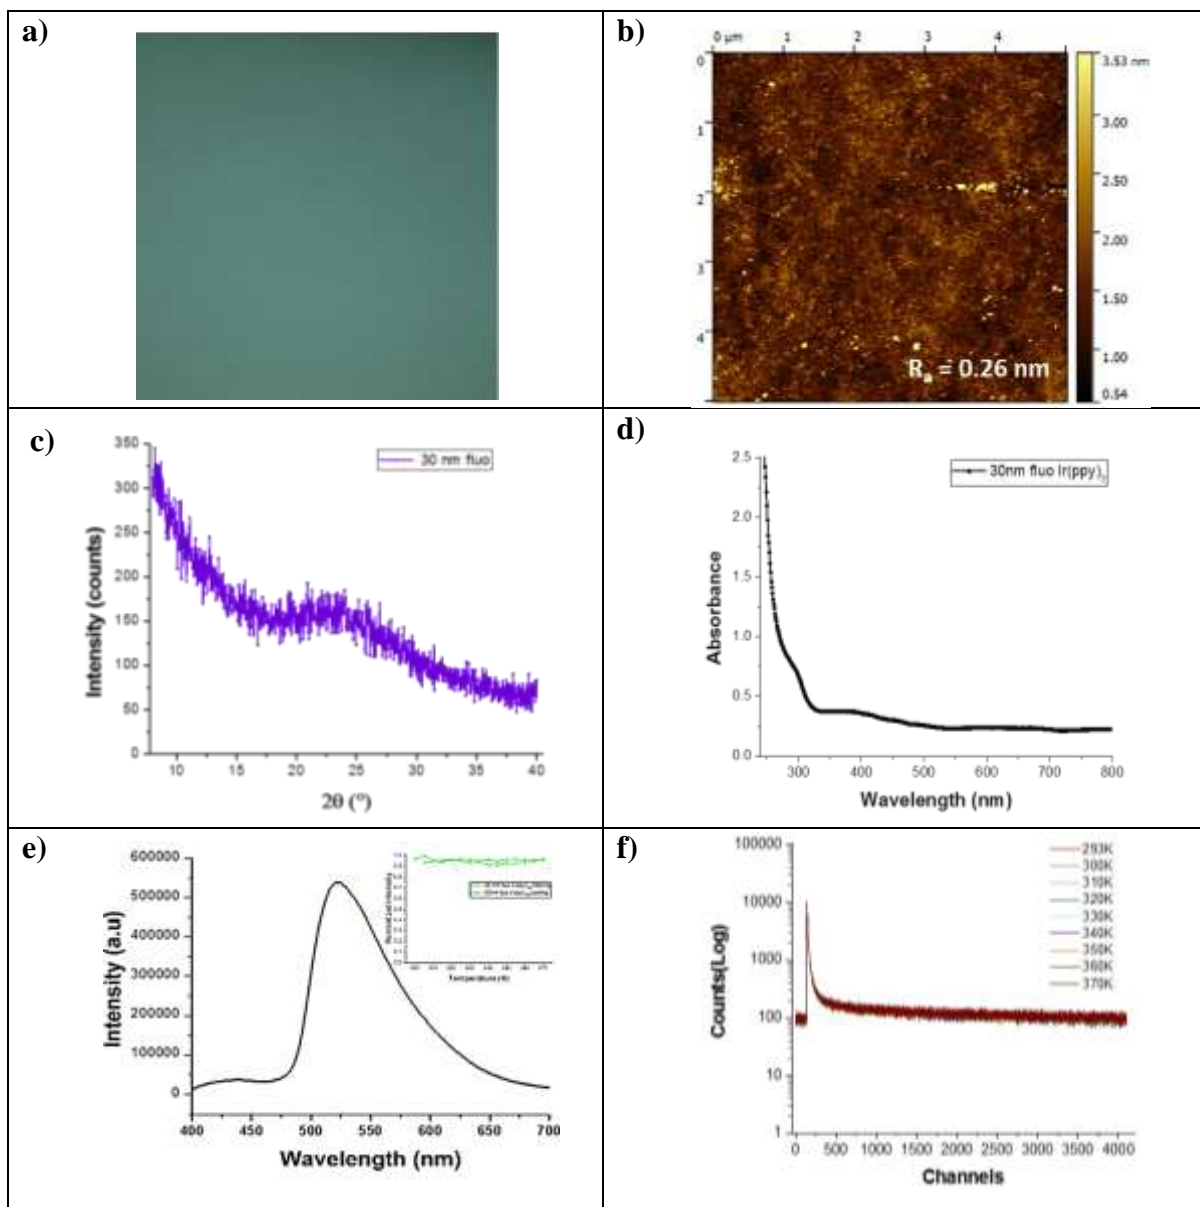 a)
b)
0 µm 1 2 3 4
0
1
2
3
4
3.53 nm
3.00
2.50
2.00
1.50
1.00
0.54
Rₐ = 0.26 nm
c)
350
300
250
200
150
100
50
0
30 nm fluo
Intensity (counts)
10 15 20 25 30 35 40
2θ (°)
d)
2.5
2.0
1.5
1.0
0.5
0.0
30nm fluo Ir(ppy)₃
Absorbance
300 400 500 600 700 800
Wavelength (nm)
e)
600000
500000
400000
300000
200000
100000
0
Intensity (a.u)
Temperature
400 450 500 550 600 650 700
Wavelength (nm)
f)
100000
10000
1000
100
10
1
293K
300K
310K
320K
330K
340K
350K
360K
370K
Counts(Log)
0 500 1000 1500 2000 2500 3000 3500 4000
Channels